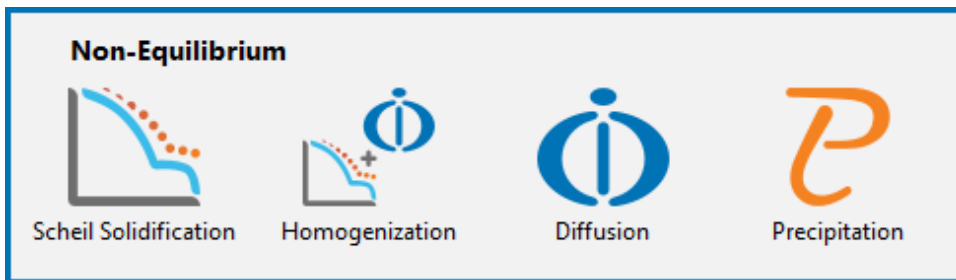 Non-Equilibrium
Scheil Solidification
Homogenization
Diffusion
Precipitation